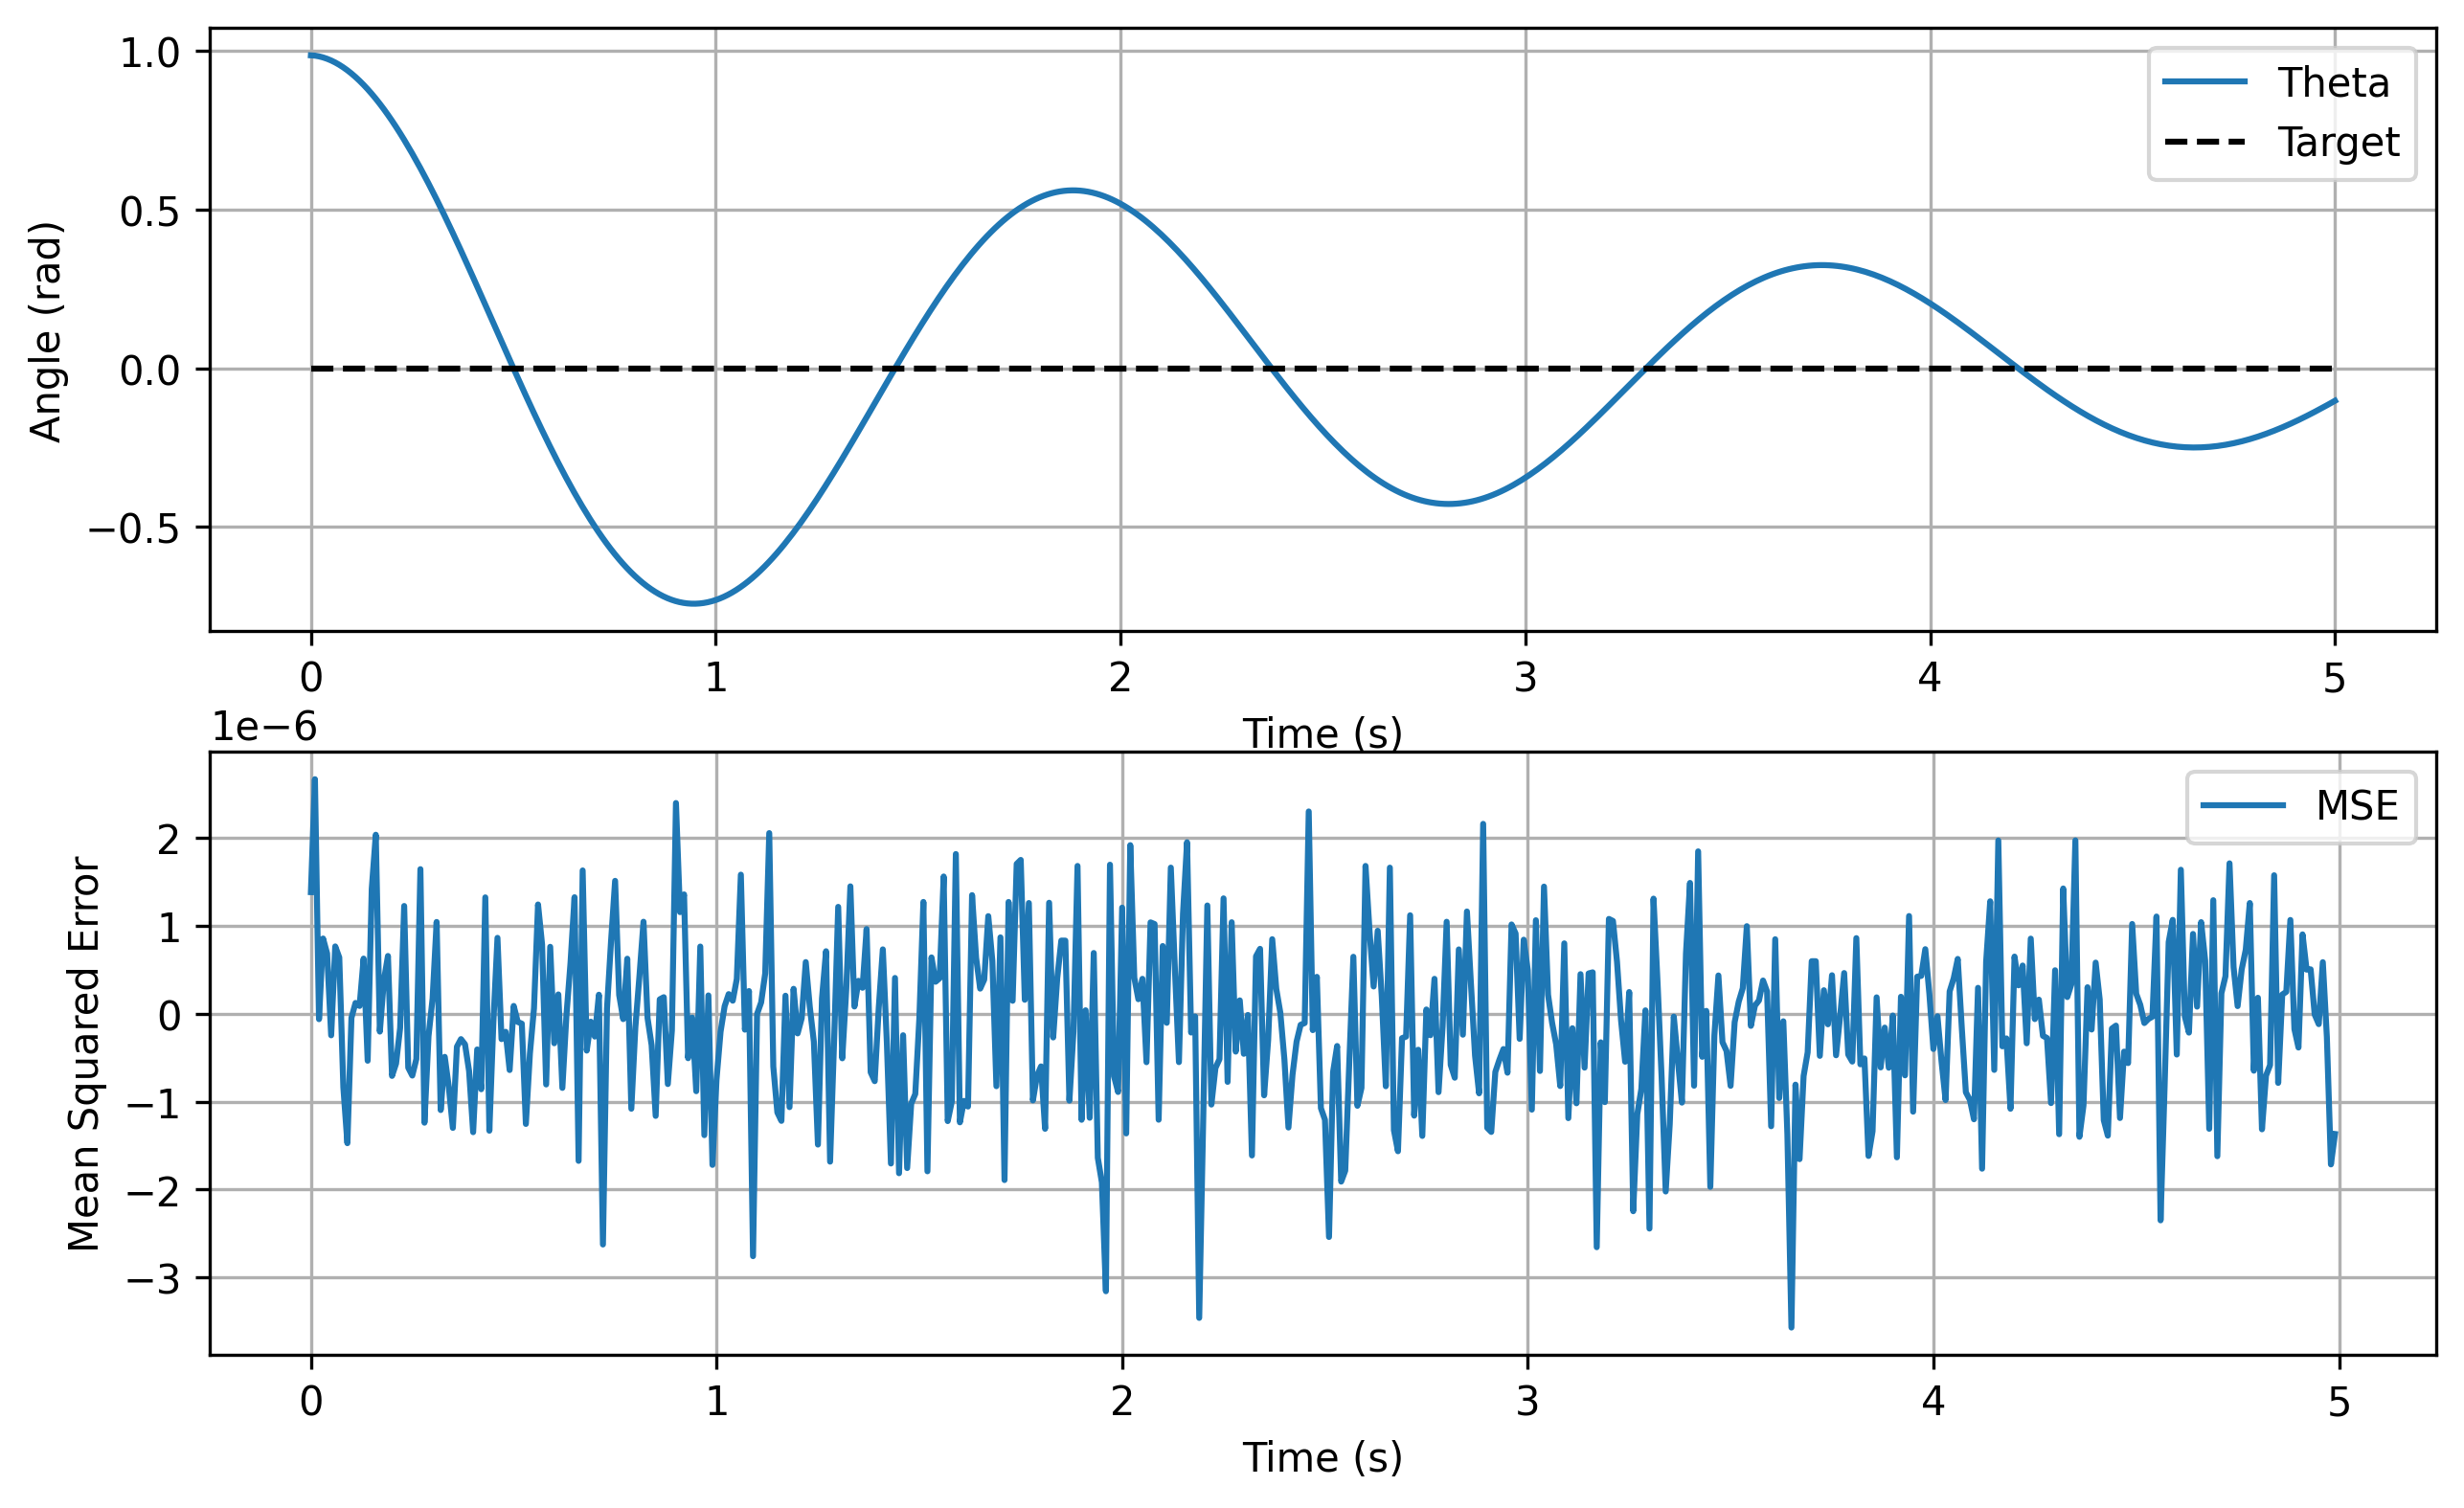 1.0
0.5
0.0
−0.5
Angle (rad)
Theta
Target
0 1 2 3 4 5
Time (s)
1e−6
2
1
0
−1
−2
−3
Mean Squared Error
MSE
0 1 2 3 4 5
Time (s)